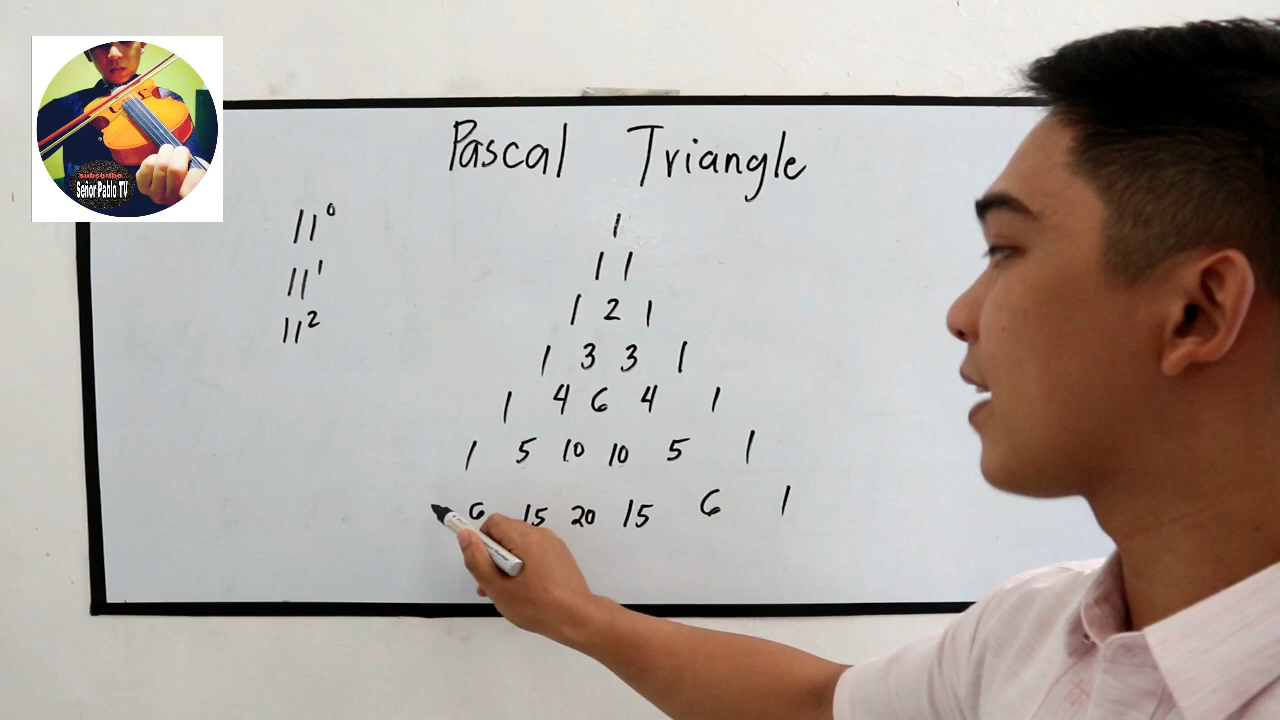 subscribe
Señor Pablo TV
Pascal Triangle
11⁰
1
11¹
1 1
11²
1 2 1
1 3 3 1
1 4 6 4 1
1 5 10 10 5 1
6 15 20 15 6 1